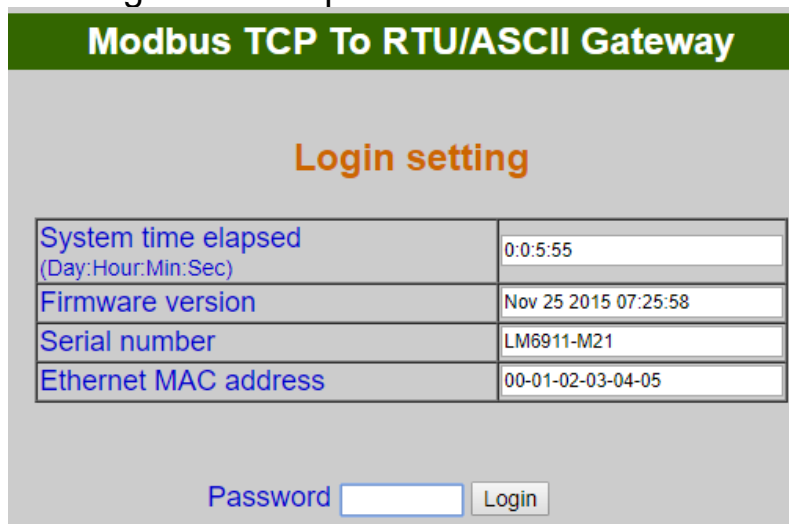 Modbus TCP To RTU/ASCII Gateway
Login setting
System time elapsed
(Day:Hour:Min:Sec)
0:0:5:55
Firmware version
Nov 25 2015 07:25:58
Serial number
LM6911-M21
Ethernet MAC address
00-01-02-03-04-05
Password
Login